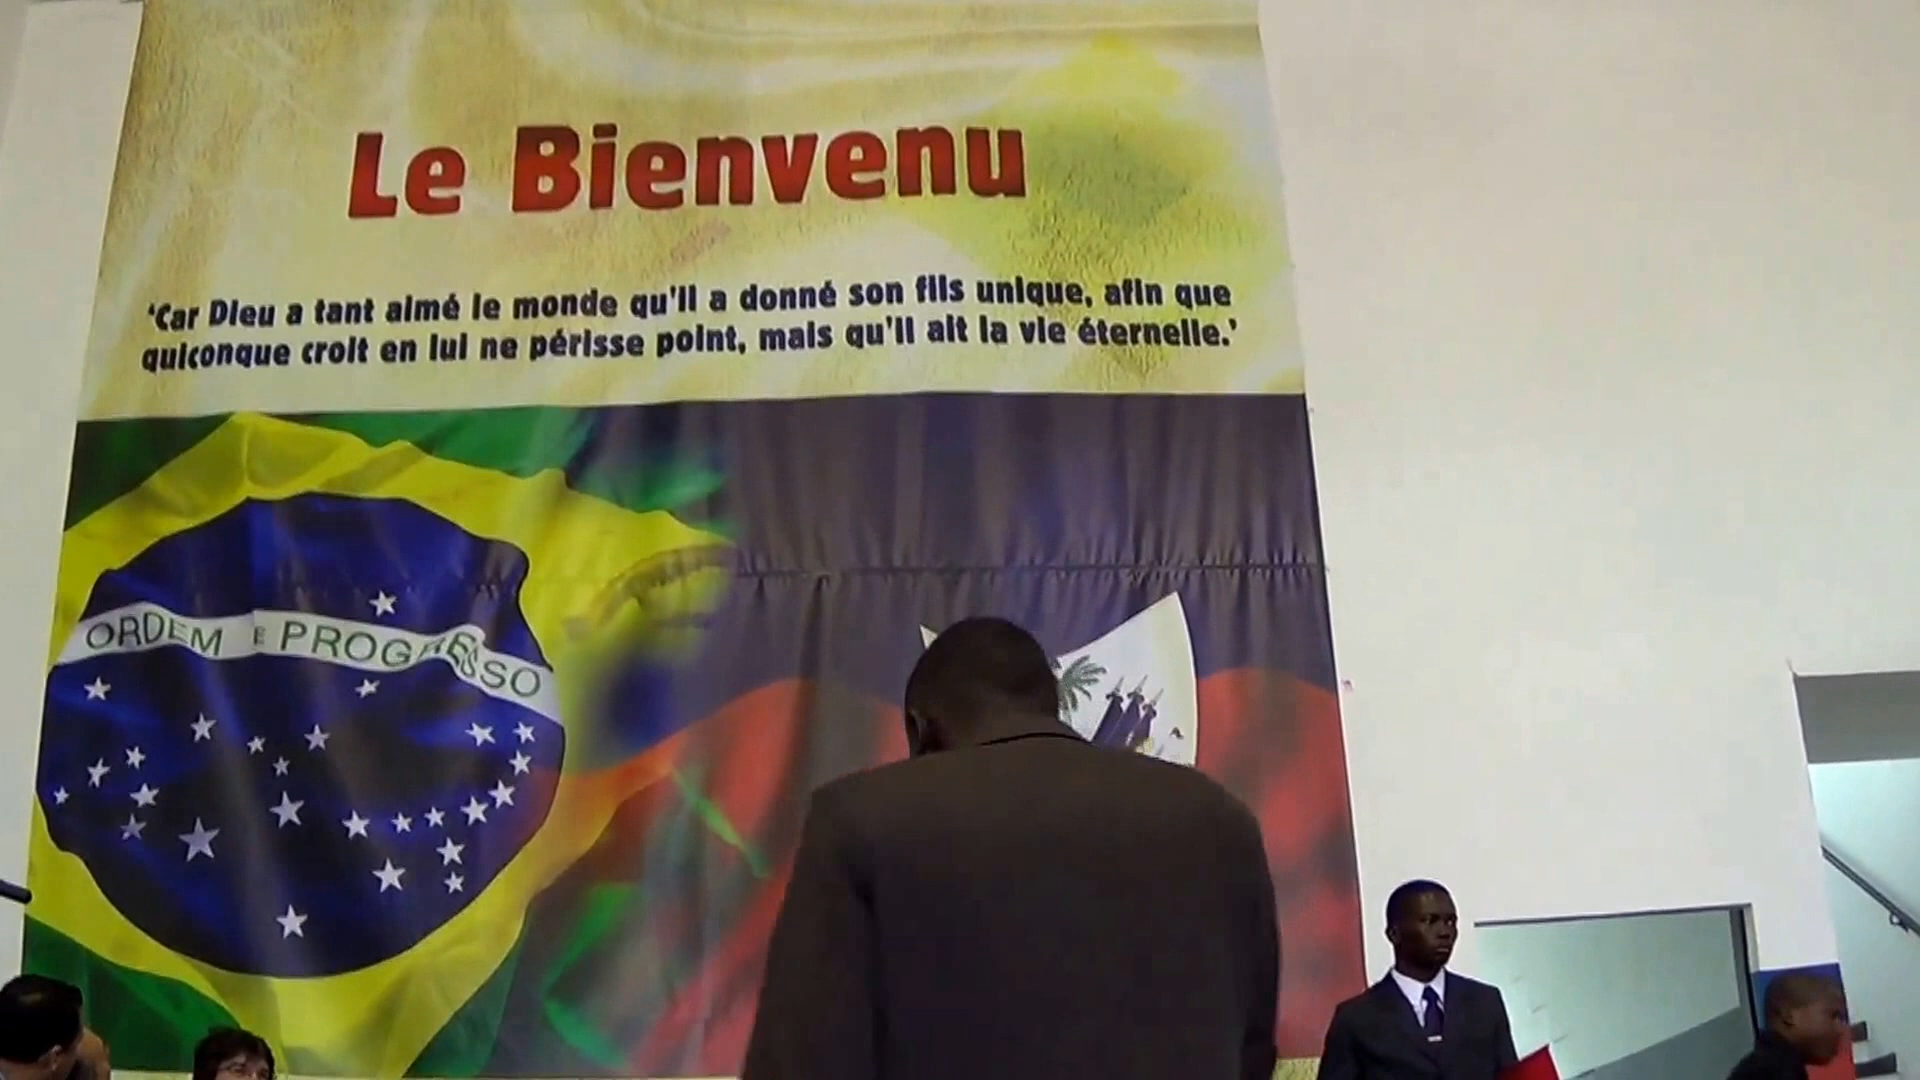 Le Bienvenu
'Car Dieu a tant aimé le monde qu'il a donné son fils unique, afin que
quiconque croit en lui ne périsse point, mais qu'il ait la vie éternelle.'
ORDEM E PROGRESSO